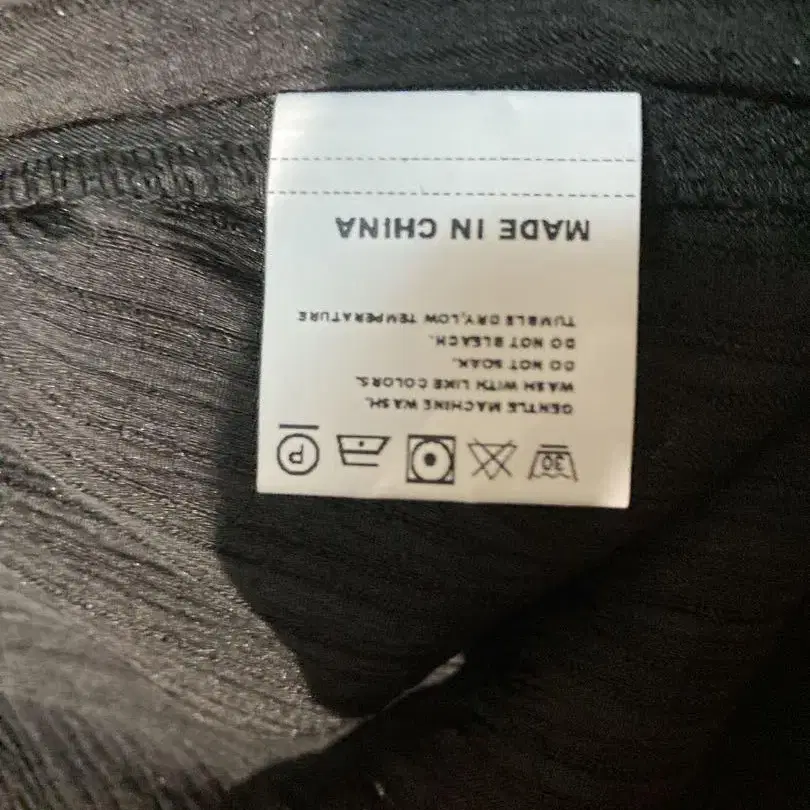 30 P
GENTLE MACHINE WASH.
WASH WITH LIKE COLORS.
DO NOT SOAK.
DO NOT BLEACH.
TUMBLE DRY,LOW TEMPERATURE
MADE IN CHINA